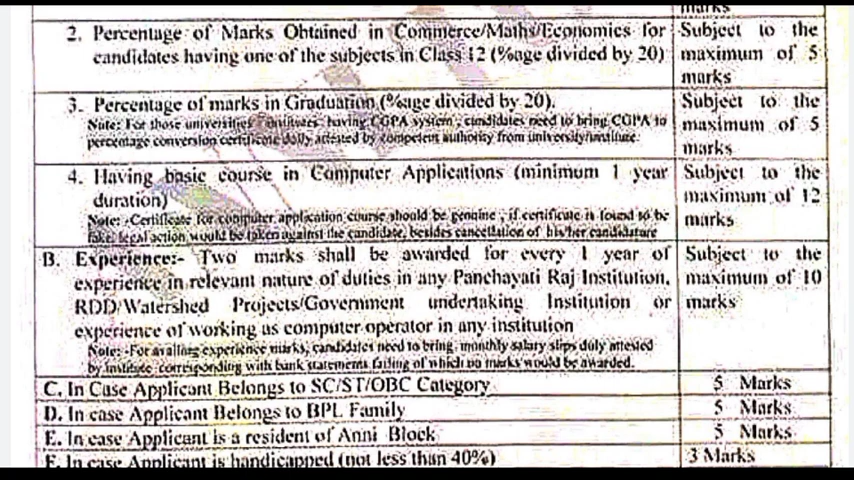 marks
2. Percentage of Marks Obtained in Commerce/Maths/Economics for
candidates having one of the subjects in Class 12 (%age divided by 20)
Subject to the
maximum of 5
marks
3. Percentage of marks in Graduation (%age divided by 20).
Note: For those universities having CGPA system, candidates need to bring CGPA to
percentage conversion certificate dully attested by competent authority from university/institute.
Subject to the
maximum of 5
marks
4. Having basic course in Computer Applications (minimum 1 year
duration)
Note: -Certificate for computer application course should be genuine, if certificate is found to be
fake, legal action would be taken against the candidate, besides cancellation of his/her candidature
Subject to the
maximum of 12
marks
B. Experience:- Two marks shall be awarded for every 1 year of
experience in relevant nature of duties in any Panchayati Raj Institution,
RDD/Watershed Projects/Government undertaking Institution or
experience of working as computer operator in any institution
Note: -For availing experience marks, candidates need to bring monthly salary slips duly attested
by institute corresponding with bank statements failing of which no marks would be awarded.
Subject to the
maximum of 10
marks
C. In Case Applicant Belongs to SC/ST/OBC Category 5 Marks
D. In case Applicant Belongs to BPL Family 5 Marks
E. In case Applicant is a resident of Anni Block 5 Marks
F. In case Applicant is handicapped (not less than 40%) 3 Marks